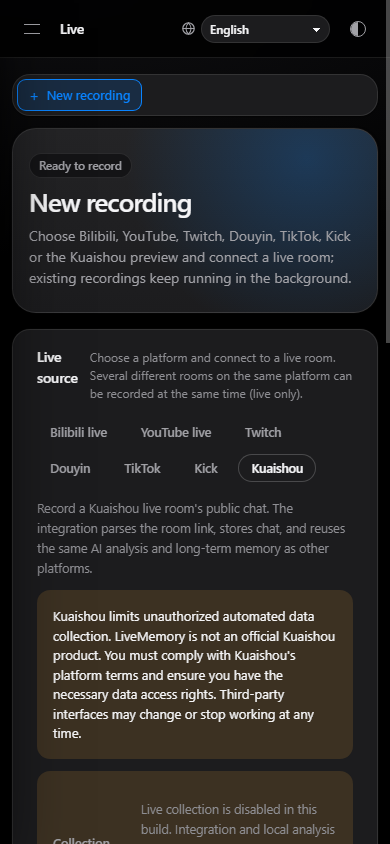 Live
English
+ New recording
Ready to record
New recording
Choose Bilibili, YouTube, Twitch, Douyin, TikTok, Kick
or the Kuaishou preview and connect a live room;
existing recordings keep running in the background.
Live
source
Choose a platform and connect to a live room.
Several different rooms on the same platform can
be recorded at the same time (live only).
Bilibili live
YouTube live
Twitch
Douyin
TikTok
Kick
Kuaishou
Record a Kuaishou live room's public chat. The
integration parses the room link, stores chat, and reuses
the same AI analysis and long-term memory as other
platforms.
Kuaishou limits unauthorized automated data
collection. LiveMemory is not an official Kuaishou
product. You must comply with Kuaishou's
platform terms and ensure you have the
necessary data access rights. Third-party
interfaces may change or stop working at any
time.
Live collection is disabled in this
build. Integration and local analysis
Collection